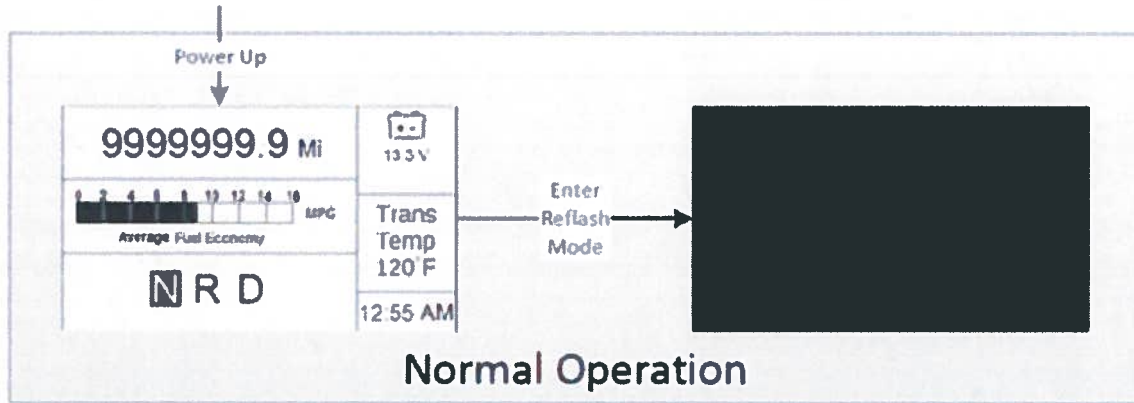 Power Up
9999999.9 Mi
13.3 V
0 2 4 6 8 10 12 14 16
MPG
Average Fuel Economy
Trans
Temp
120°F
N R D
12:55 AM
Enter
Reflash
Mode
Normal Operation